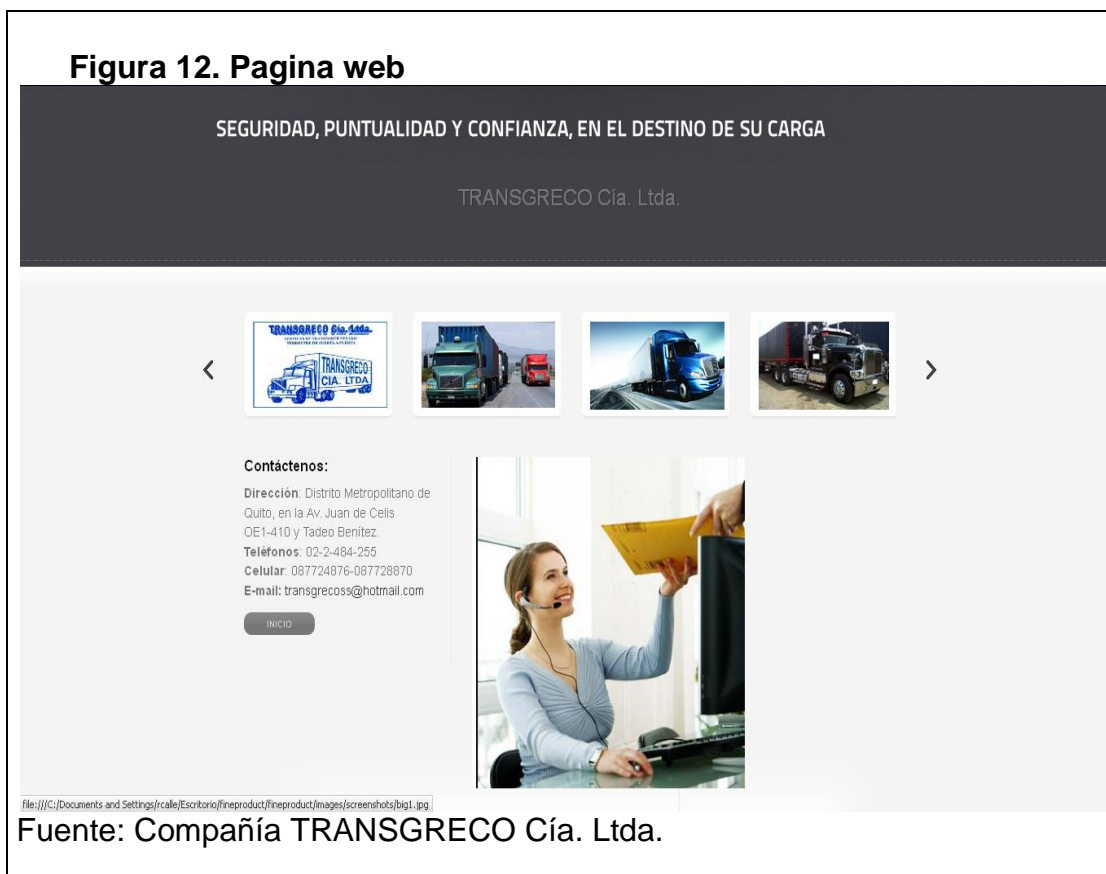 Figura 12. Pagina web
SEGURIDAD, PUNTUALIDAD Y CONFIANZA, EN EL DESTINO DE SU CARGA
TRANSGRECO Cía. Ltda.
TRANSGRECO Cia. Ltda.
TRANSGRECO
CIA. LTDA
Contáctenos:
Dirección: Distrito Metropolitano de
Quito, en la Av. Juan de Celis
OE1-410 y Tadeo Benítez.
Teléfonos: 02-2-484-255
Celular: 087724876-087728870
E-mail: transgrecoss@hotmail.com
INICIO
file:///C:/Documents and Settings/rcalle/Escritorio/fineproduct/fineproduct/images/screenshots/big1.jpg
Fuente: Compañía TRANSGRECO Cía. Ltda.